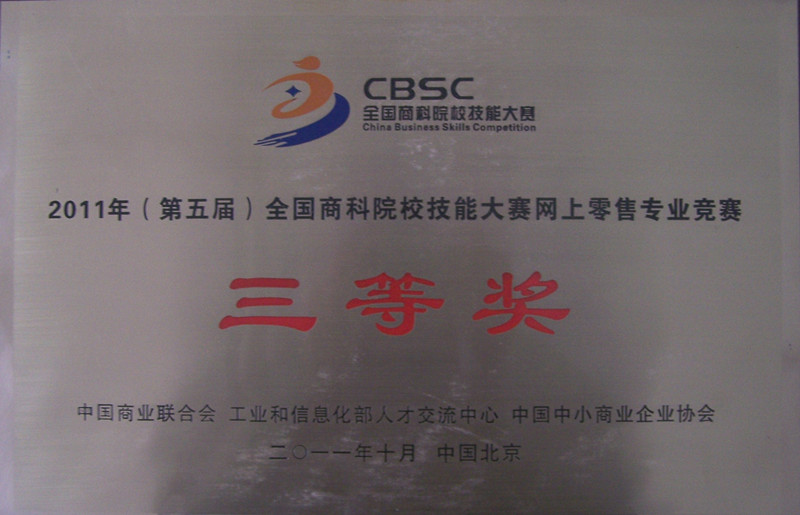 CBSC
全国商科院校技能大赛
China Business Skills Competition
2011年（第五届）全国商科院校技能大赛网上零售专业竞赛
三等奖
中国商业联合会 工业和信息化部人才交流中心 中国中小商业企业协会
二〇一一年十月 中国北京